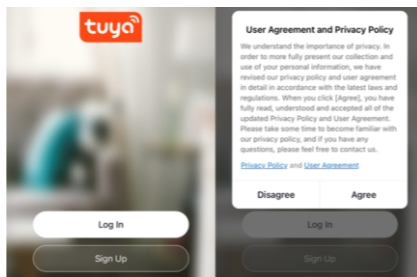 tuya
Log In
Sign Up
User Agreement and Privacy Policy
We understand the importance of privacy. In
order to more fully present our collection and
use of your personal information, we have
revised our privacy policy and user agreement
in detail in accordance with the latest laws and
regulations. When you click [Agree], you have
fully read, understood and accepted all of the
updated Privacy Policy and User Agreement.
Please take some time to become familiar with
our privacy policy, and if you have any
questions, please feel free to contact us.
Privacy Policy and User Agreement
Disagree Agree
Log In
Sign Up